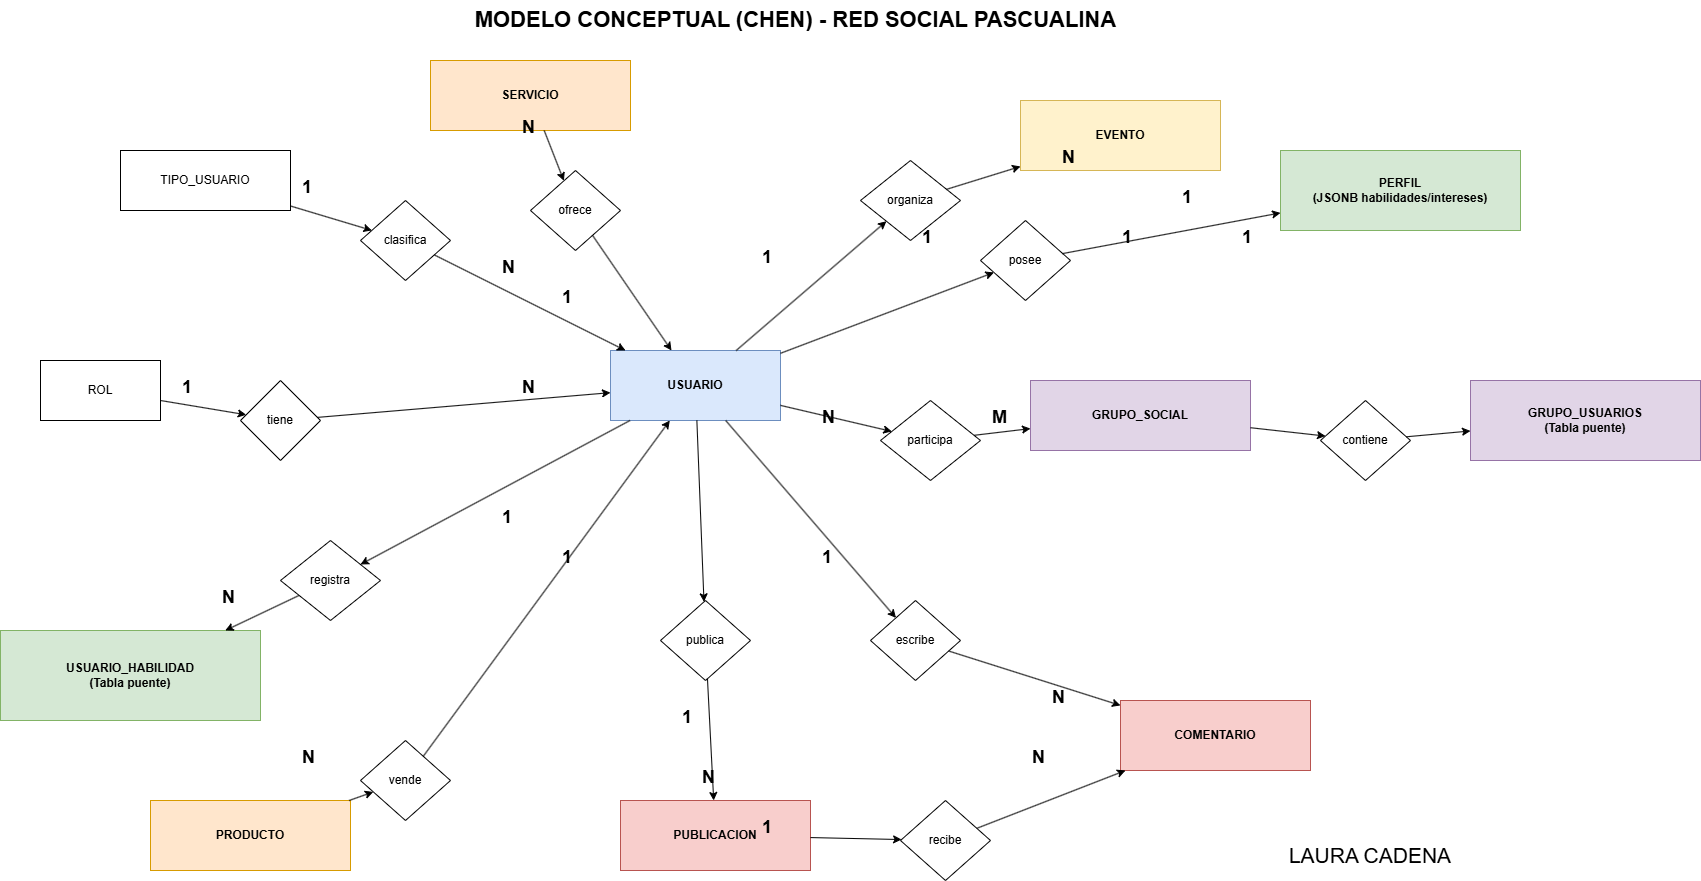 MODELO CONCEPTUAL (CHEN) - RED SOCIAL PASCUALINA
SERVICIO
N
EVENTO
N
TIPO_USUARIO
1
PERFIL
(JSONB habilidades/intereses)
1
ofrece
organiza
clasifica
1
1
1
posee
N
1
1
ROL
1
tiene
N
USUARIO
N
participa
M
GRUPO_SOCIAL
contiene
GRUPO_USUARIOS
(Tabla puente)
1
1
1
registra
N
publica
escribe
USUARIO_HABILIDAD
(Tabla puente)
N
1
COMENTARIO
N
vende
N
N
PRODUCTO
PUBLICACION
1
recibe
LAURA CADENA